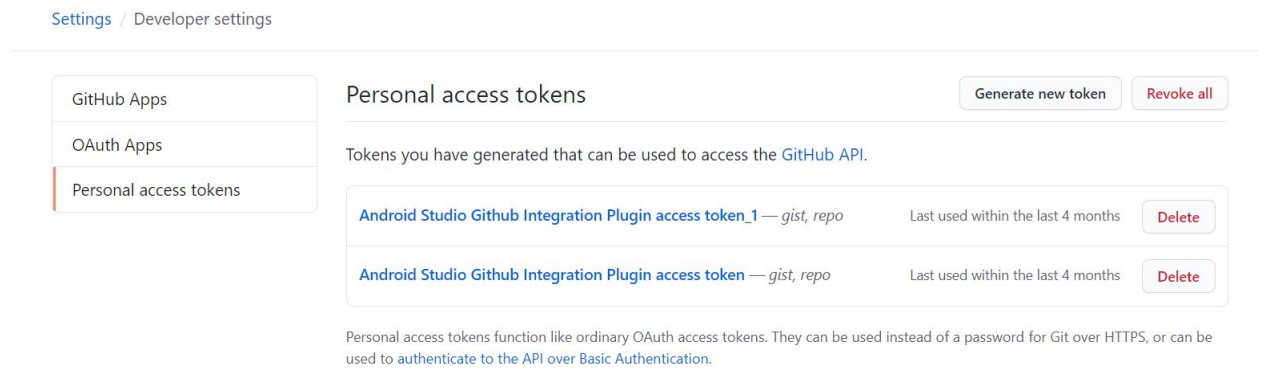 Settings / Developer settings
GitHub Apps
OAuth Apps
Personal access tokens
Personal access tokens
Generate new token
Revoke all
Tokens you have generated that can be used to access the GitHub API.
Android Studio Github Integration Plugin access token_1 — gist, repo
Last used within the last 4 months
Delete
Android Studio Github Integration Plugin access token — gist, repo
Last used within the last 4 months
Delete
Personal access tokens function like ordinary OAuth access tokens. They can be used instead of a password for Git over HTTPS, or can be
used to authenticate to the API over Basic Authentication.